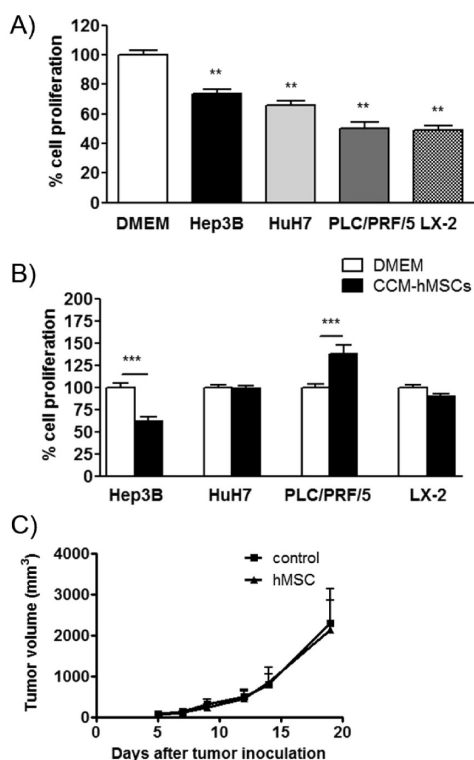 A)
% cell proliferation
120
100
80
60
40
20
0
** ** ** **
DMEM Hep3B HuH7 PLC/PRF/5 LX-2
B)
DMEM
CCM-hMSCs
% cell proliferation
200
175
150
125
100
75
50
25
0
*** ***
Hep3B HuH7 PLC/PRF/5 LX-2
C)
control
hMSC
Tumor volume (mm³)
4000
3000
2000
1000
0
0 5 10 15 20
Days after tumor inoculation